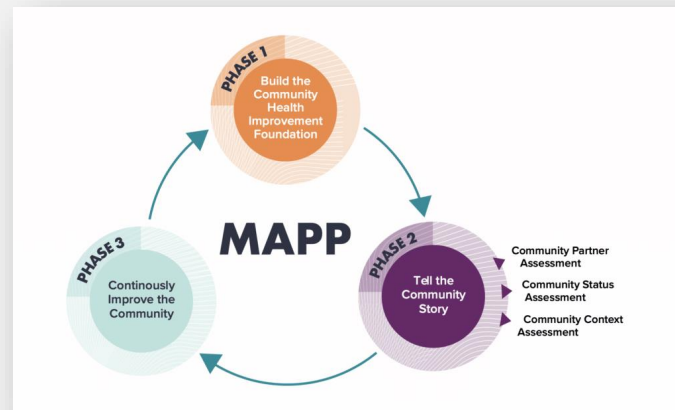 PHASE 1
Build the
Community
Health
Improvement
Foundation
MAPP
PHASE 2
Tell the
Community
Story
Community Partner
Assessment
Community Status
Assessment
Community Context
Assessment
PHASE 3
Continously
Improve the
Community